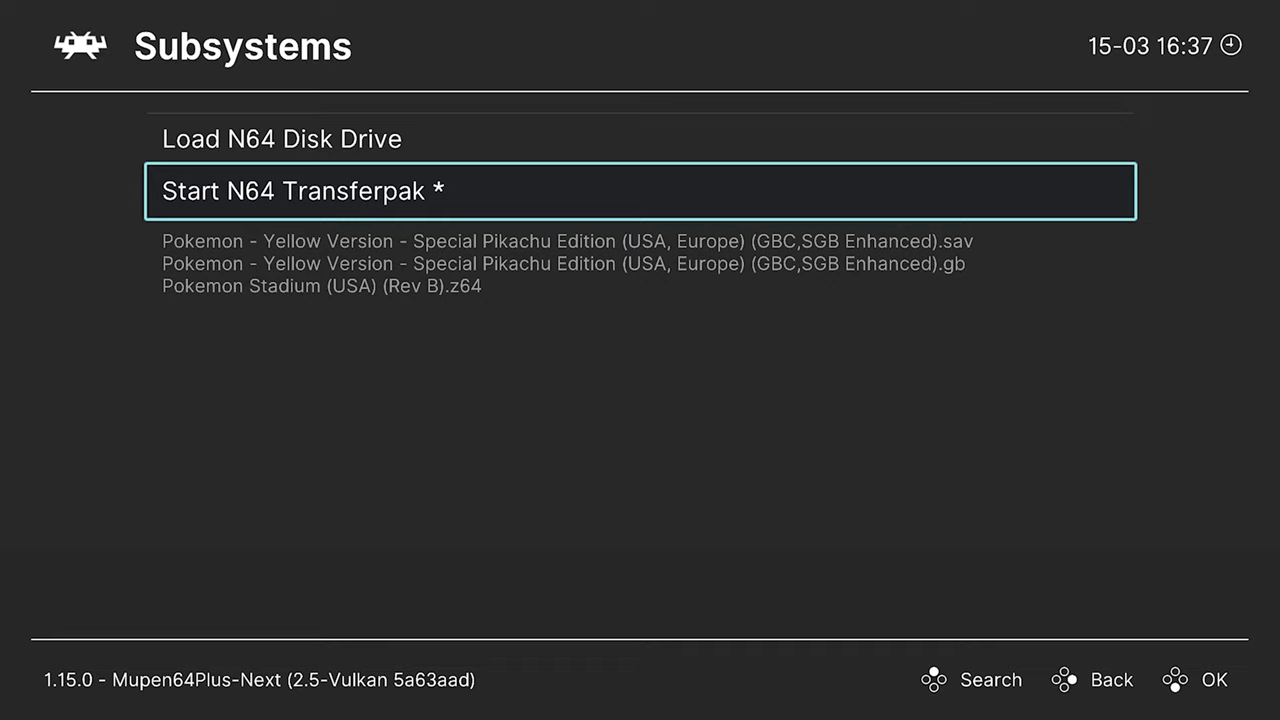 Subsystems
15-03 16:37
Load N64 Disk Drive
Start N64 Transferpak *
Pokemon - Yellow Version - Special Pikachu Edition (USA, Europe) (GBC,SGB Enhanced).sav
Pokemon - Yellow Version - Special Pikachu Edition (USA, Europe) (GBC,SGB Enhanced).gb
Pokemon Stadium (USA) (Rev B).z64
1.15.0 - Mupen64Plus-Next (2.5-Vulkan 5a63aad)
Search
Back
OK